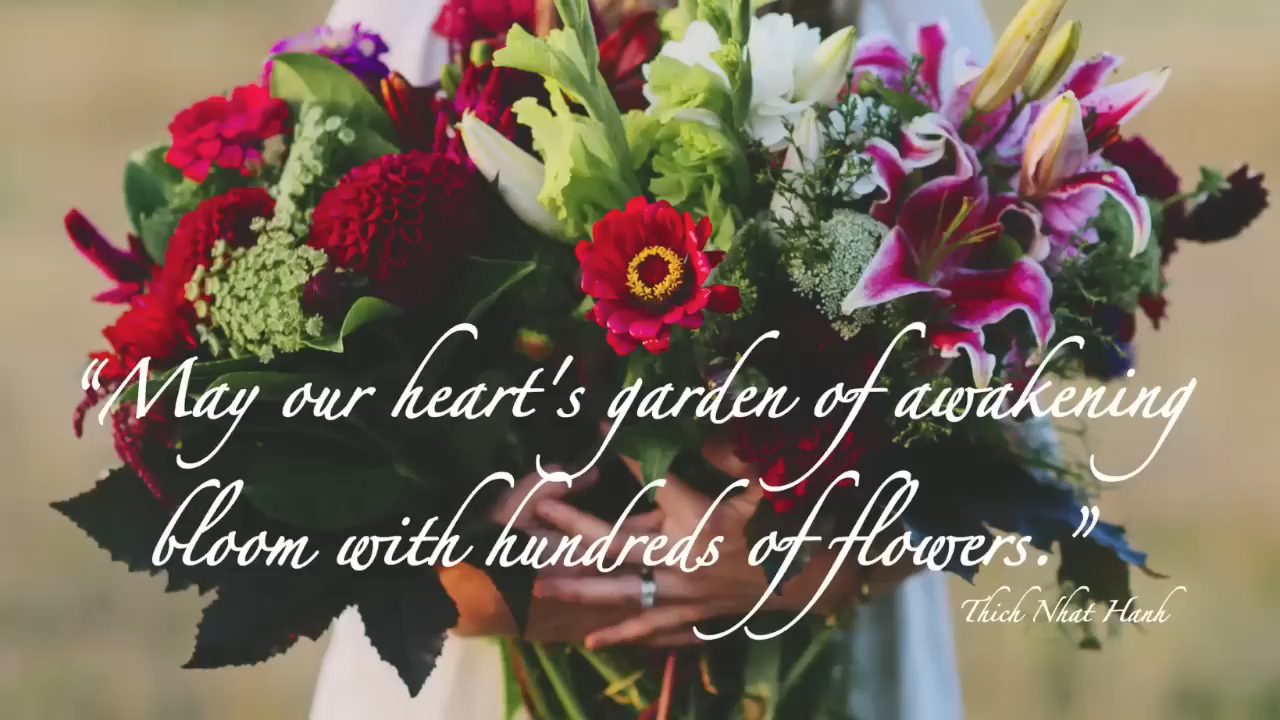 “May our heart's garden of awakening
bloom with hundreds of flowers.”
Thich Nhat Hanh